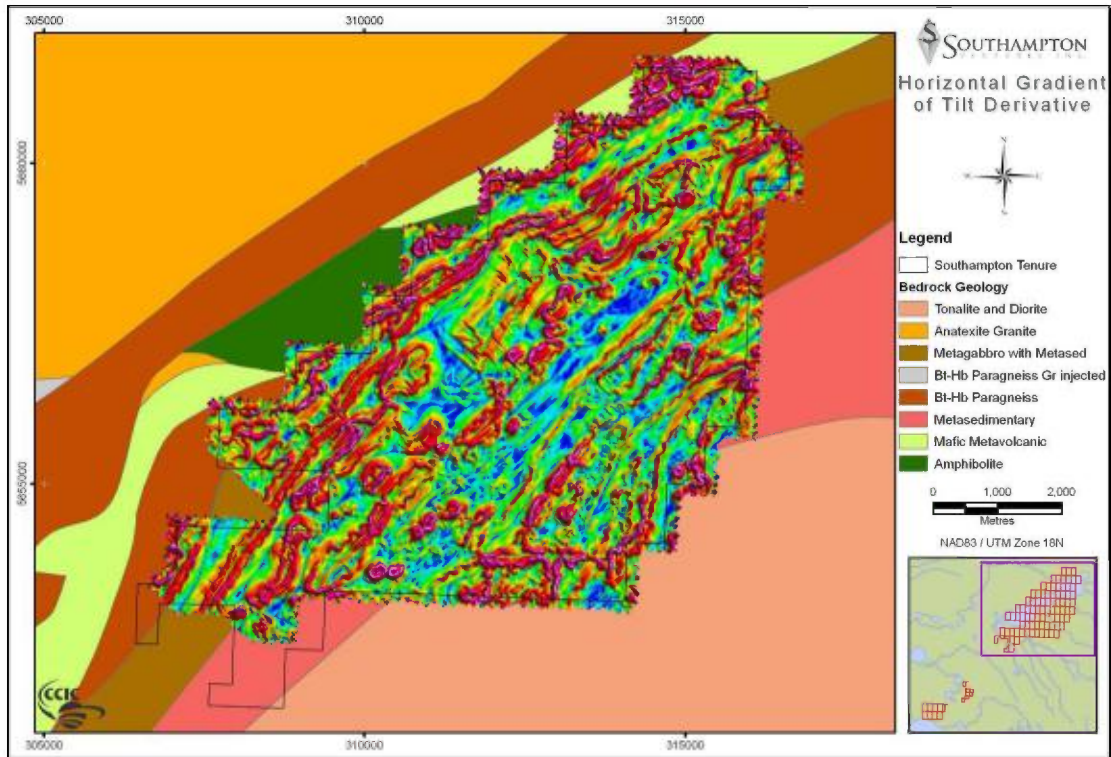 305000
310000
315000
SOUTHAMPTON
Horizontal Gradient
of Tilt Derivative
Legend
Southampton Tenure
Bedrock Geology
Tonalite and Diorite
Anatexite Granite
Metagabbro with Metased
Bt-Hb Paragneiss Gr injected
Bt-Hb Paragneiss
Metasedimentary
Mafic Metavolcanic
Amphibolite
0 1,000 2,000
Metres
NAD83 / UTM Zone 18N
CCIC
305000
310000
315000